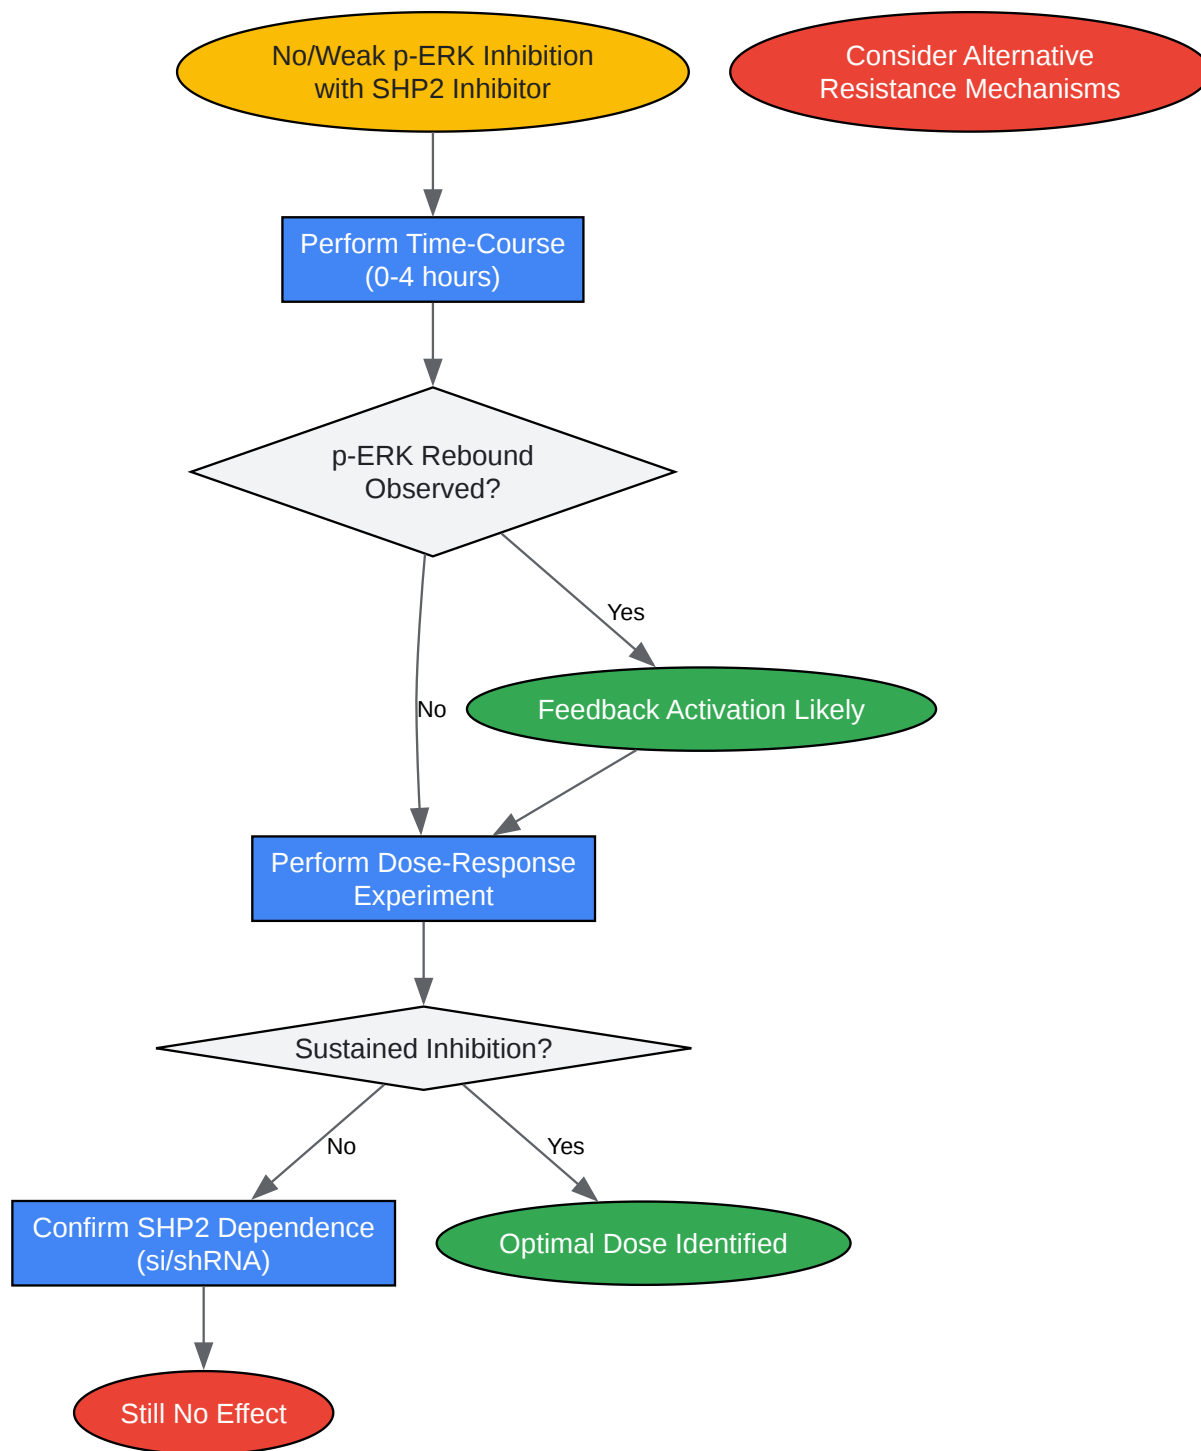 No/Weak p-ERK Inhibition
with SHP2 Inhibitor
Consider Alternative
Resistance Mechanisms
Perform Time-Course
(0-4 hours)
p-ERK Rebound
Observed?
Yes
No
Feedback Activation Likely
Perform Dose-Response
Experiment
Sustained Inhibition?
No
Yes
Confirm SHP2 Dependence
(si/shRNA)
Optimal Dose Identified
Still No Effect